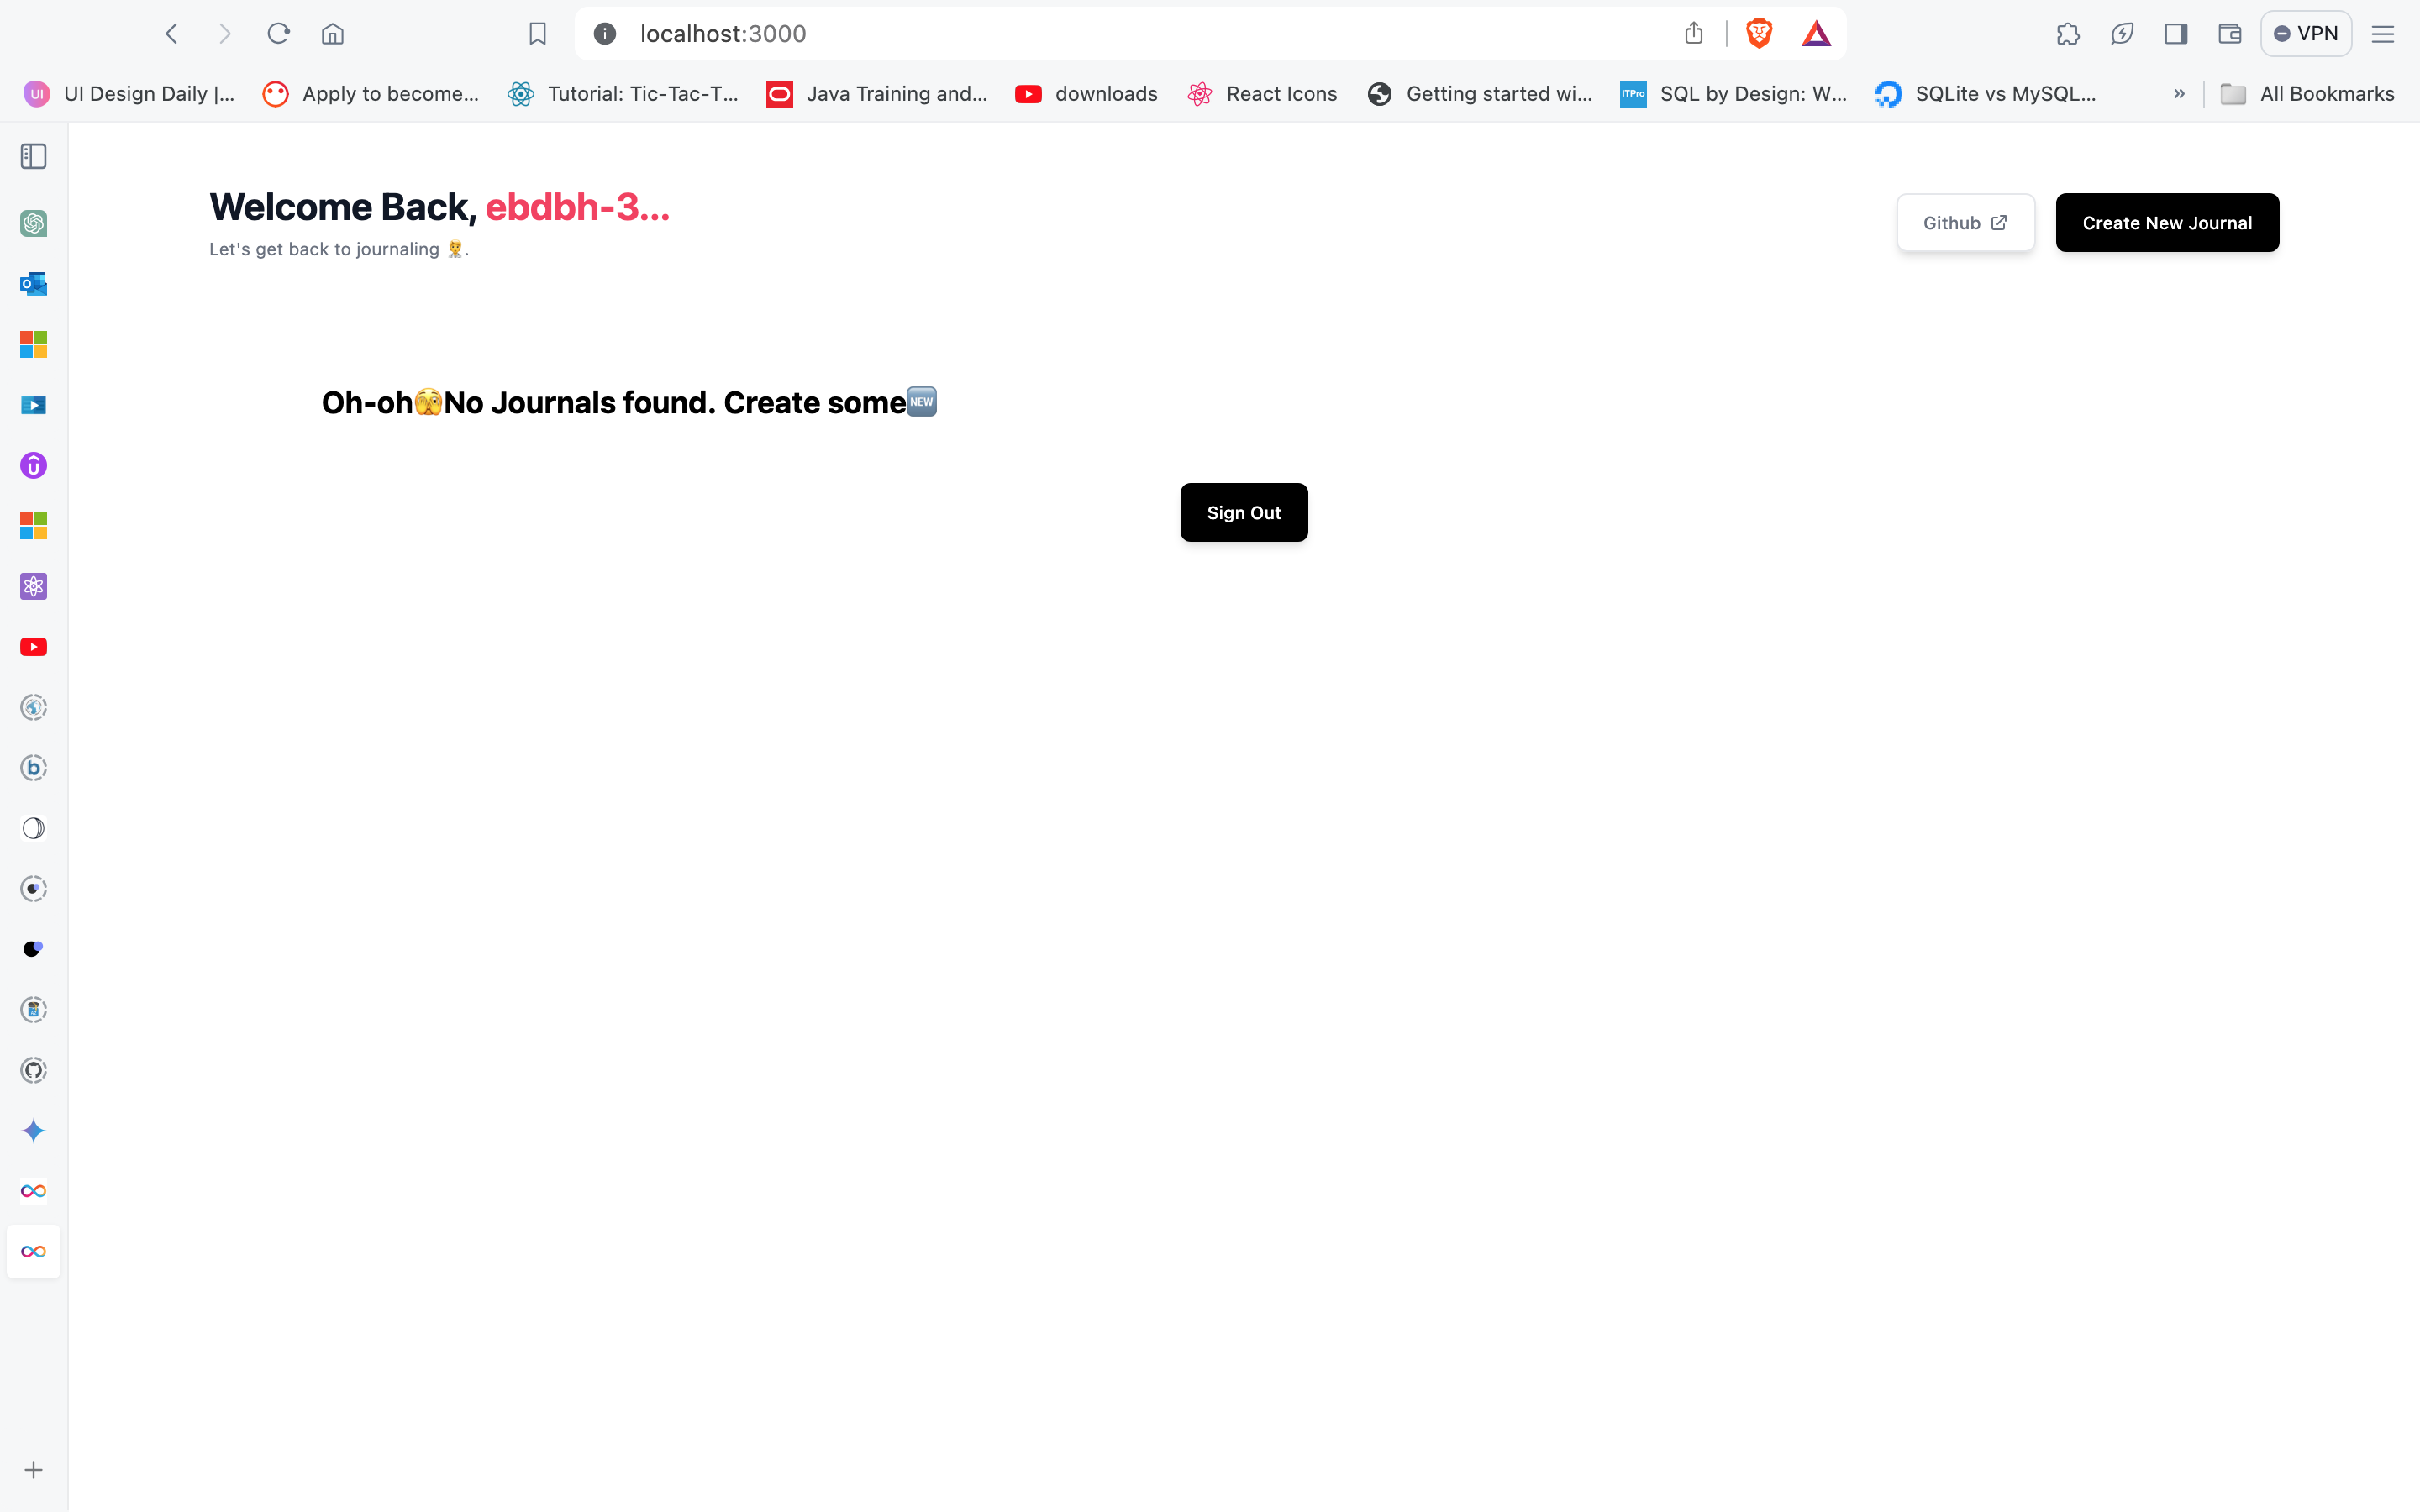 localhost:3000
VPN
UI Design Daily |...
Apply to become...
Tutorial: Tic-Tac-T...
Java Training and...
downloads
React Icons
Getting started wi...
ITPro
SQL by Design: W...
SQLite vs MySQL...
»
All Bookmarks
Welcome Back, ebdbh-3...
Github
Create New Journal
Let's get back to journaling 🧑‍⚕️.
Oh-oh🫣No Journals found. Create some🆕
Sign Out